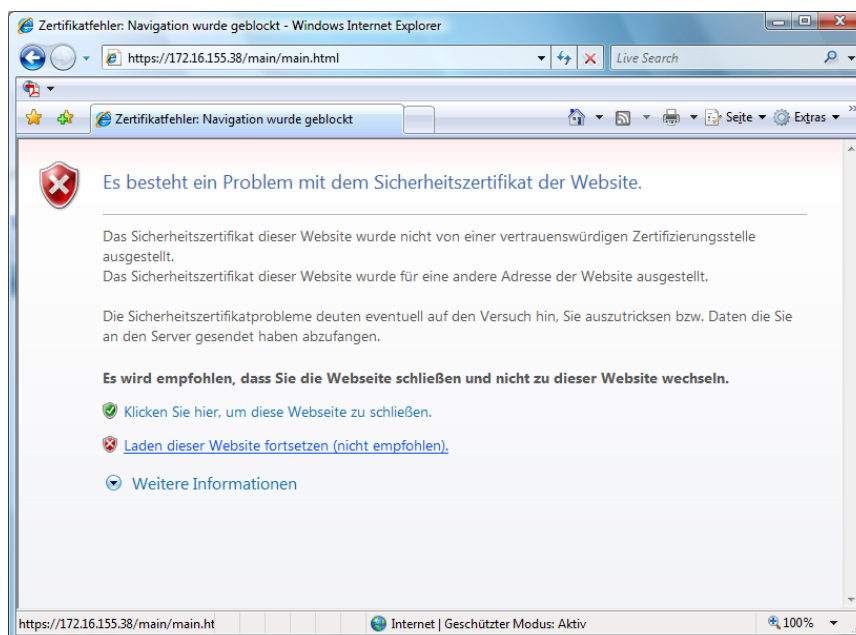 Zertifikatfehler: Navigation wurde geblockt - Windows Internet Explorer
https://172.16.155.38/main/main.html
Live Search
Zertifikatfehler: Navigation wurde geblockt
Seite
Extras
Es besteht ein Problem mit dem Sicherheitszertifikat der Website.
Das Sicherheitszertifikat dieser Website wurde nicht von einer vertrauenswürdigen Zertifizierungsstelle
ausgestellt.
Das Sicherheitszertifikat dieser Website wurde für eine andere Adresse der Website ausgestellt.
Die Sicherheitszertifikatprobleme deuten eventuell auf den Versuch hin, Sie auszutricksen bzw. Daten die Sie
an den Server gesendet haben abzufangen.
Es wird empfohlen, dass Sie die Webseite schließen und nicht zu dieser Website wechseln.
Klicken Sie hier, um diese Webseite zu schließen.
Laden dieser Website fortsetzen (nicht empfohlen).
Weitere Informationen
https://172.16.155.38/main/main.ht
Internet | Geschützter Modus: Aktiv
100%